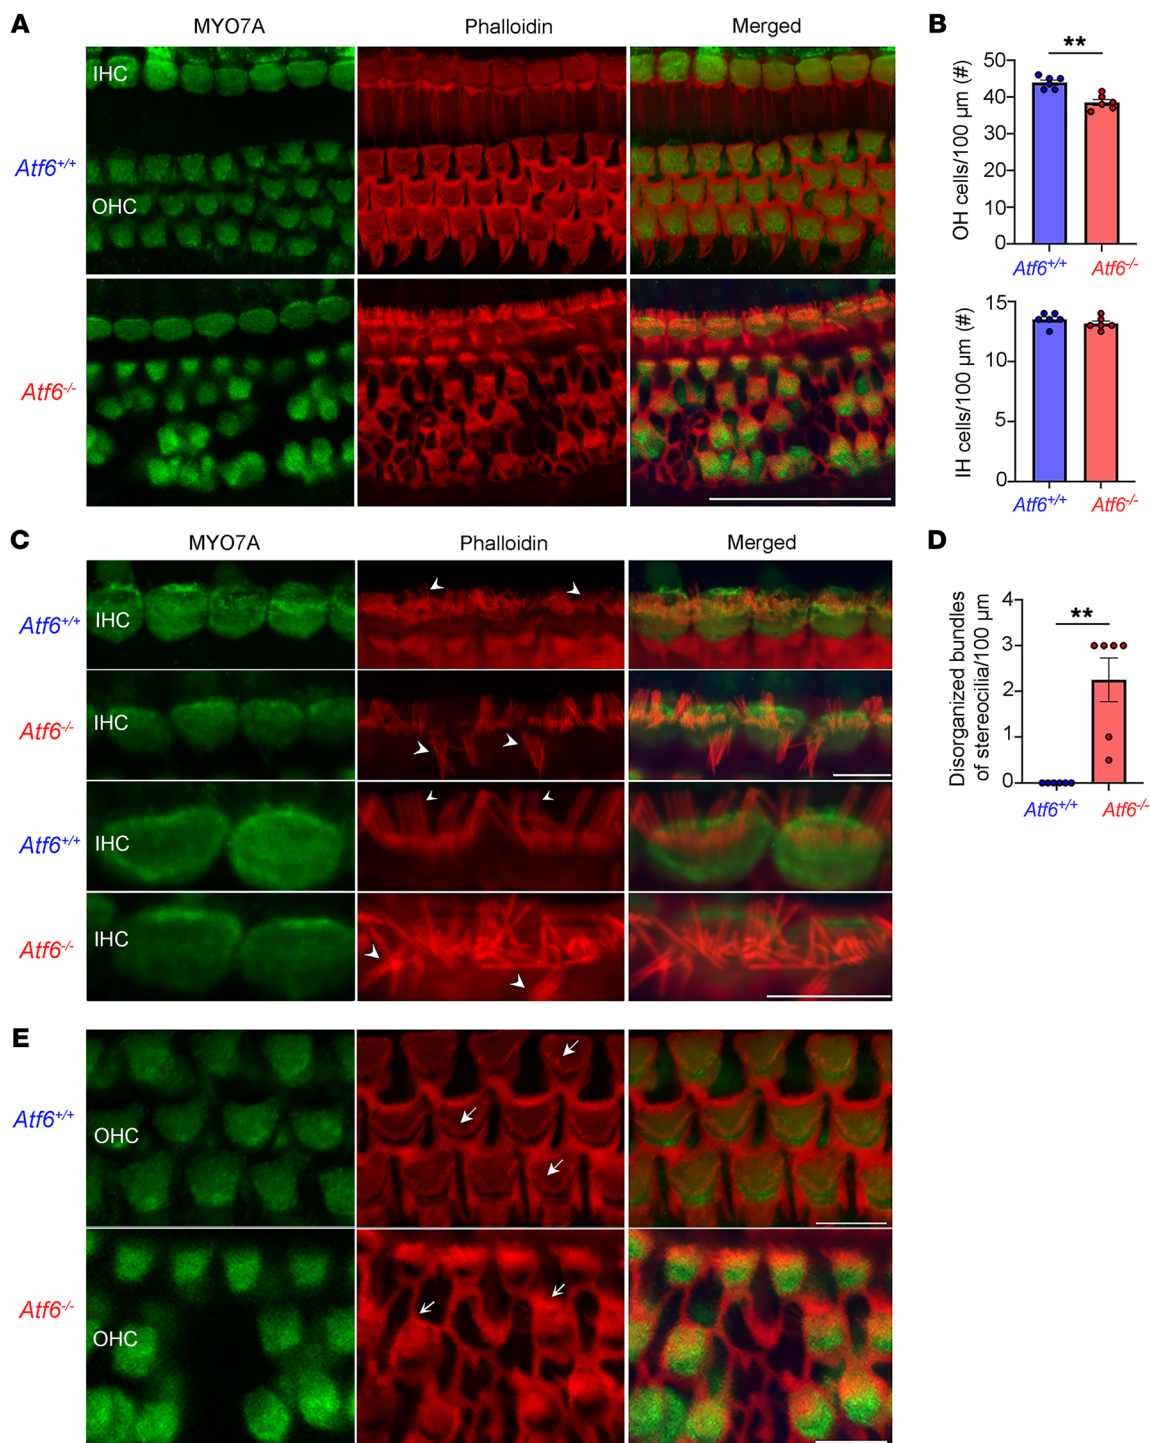 A
MYO7A
Phalloidin
Merged
Atf6+/+
IHC
OHC
Atf6-/-
B
**
OH cells/100 µm (#)
50
40
30
20
10
0
Atf6+/+
Atf6-/-
IH cells/100 µm (#)
15
10
5
0
Atf6+/+
Atf6-/-
C
MYO7A
Phalloidin
Merged
Atf6+/+
IHC
Atf6-/-
IHC
Atf6+/+
IHC
Atf6-/-
IHC
D
**
Disorganized bundles
of stereocilia/100 µm
4
3
2
1
0
Atf6+/+
Atf6-/-
E
Atf6+/+
OHC
Atf6-/-
OHC